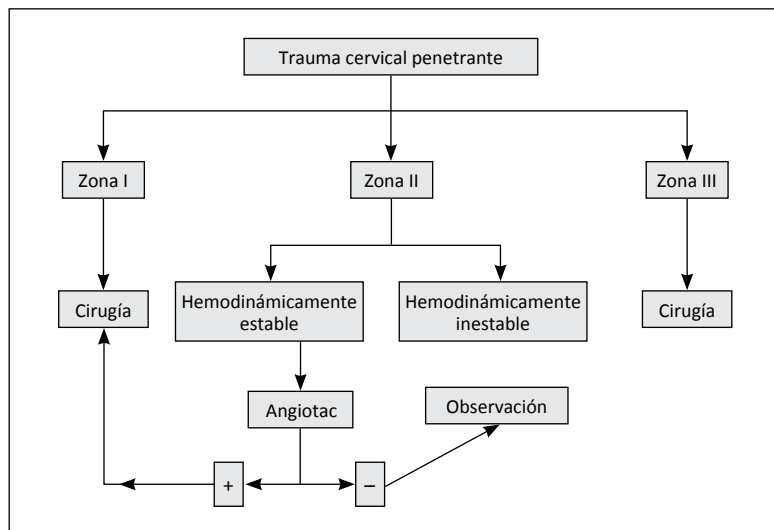 Trauma cervical penetrante
Zona I
Zona II
Zona III
Cirugía
Hemodinámicamente
estable
Hemodinámicamente
inestable
Cirugía
Angiotac
Observación
+
–